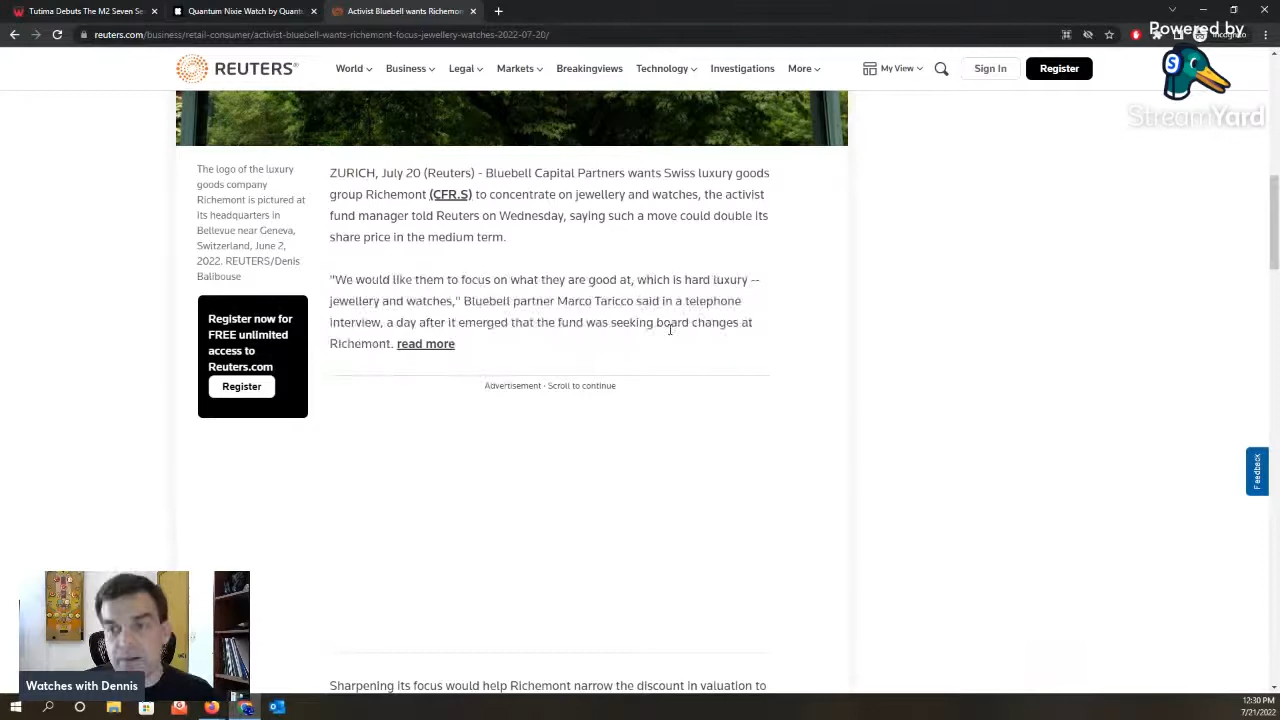 Tutima Debuts The M2 Seven Se
Quantum Nixie Watch by Quantu
Activist Bluebell wants Richemon
reuters.com/business/retail-consumer/activist-bluebell-wants-richemont-focus-jewellery-watches-2022-07-20/
Powered by
StreamYard
REUTERS
World
Business
Legal
Markets
Breakingviews
Technology
Investigations
More
My View
Sign In
Register
The logo of the luxury
goods company
Richemont is pictured at
its headquarters in
Bellevue near Geneva,
Switzerland, June 2,
2022. REUTERS/Denis
Balibouse
Register now for
FREE unlimited
access to
Reuters.com
Register
ZURICH, July 20 (Reuters) - Bluebell Capital Partners wants Swiss luxury goods
group Richemont (CFR.S) to concentrate on jewellery and watches, the activist
fund manager told Reuters on Wednesday, saying such a move could double its
share price in the medium term.
"We would like them to focus on what they are good at, which is hard luxury --
jewellery and watches," Bluebell partner Marco Taricco said in a telephone
interview, a day after it emerged that the fund was seeking board changes at
Richemont. read more
Advertisement · Scroll to continue
Feedback
Sharpening its focus would help Richemont narrow the discount in valuation to
Watches with Dennis
12:30 PM
7/21/2022